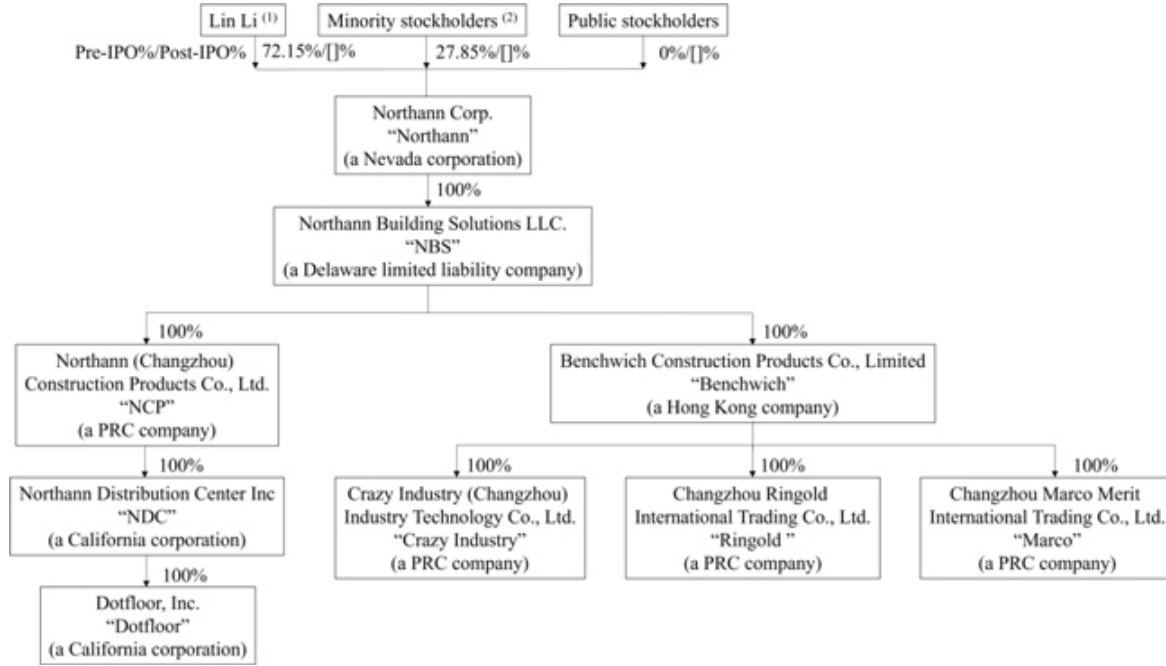 Lin Li (1)
Minority stockholders (2)
Public stockholders
Pre-IPO%/Post-IPO%
72.15%/[]%
27.85%/[]%
0%/[]%
Northann Corp.
“Northann”
(a Nevada corporation)
100%
Northann Building Solutions LLC.
“NBS”
(a Delaware limited liability company)
100%
100%
Northann (Changzhou)
Construction Products Co., Ltd.
“NCP”
(a PRC company)
Benchwich Construction Products Co., Limited
“Benchwich”
(a Hong Kong company)
100%
100%
100%
100%
Northann Distribution Center Inc
“NDC”
(a California corporation)
Crazy Industry (Changzhou)
Industry Technology Co., Ltd.
“Crazy Industry”
(a PRC company)
Changzhou Ringold
International Trading Co., Ltd.
“Ringold ”
(a PRC company)
Changzhou Marco Merit
International Trading Co., Ltd.
“Marco”
(a PRC company)
100%
Dotfloor, Inc.
“Dotfloor”
(a California corporation)